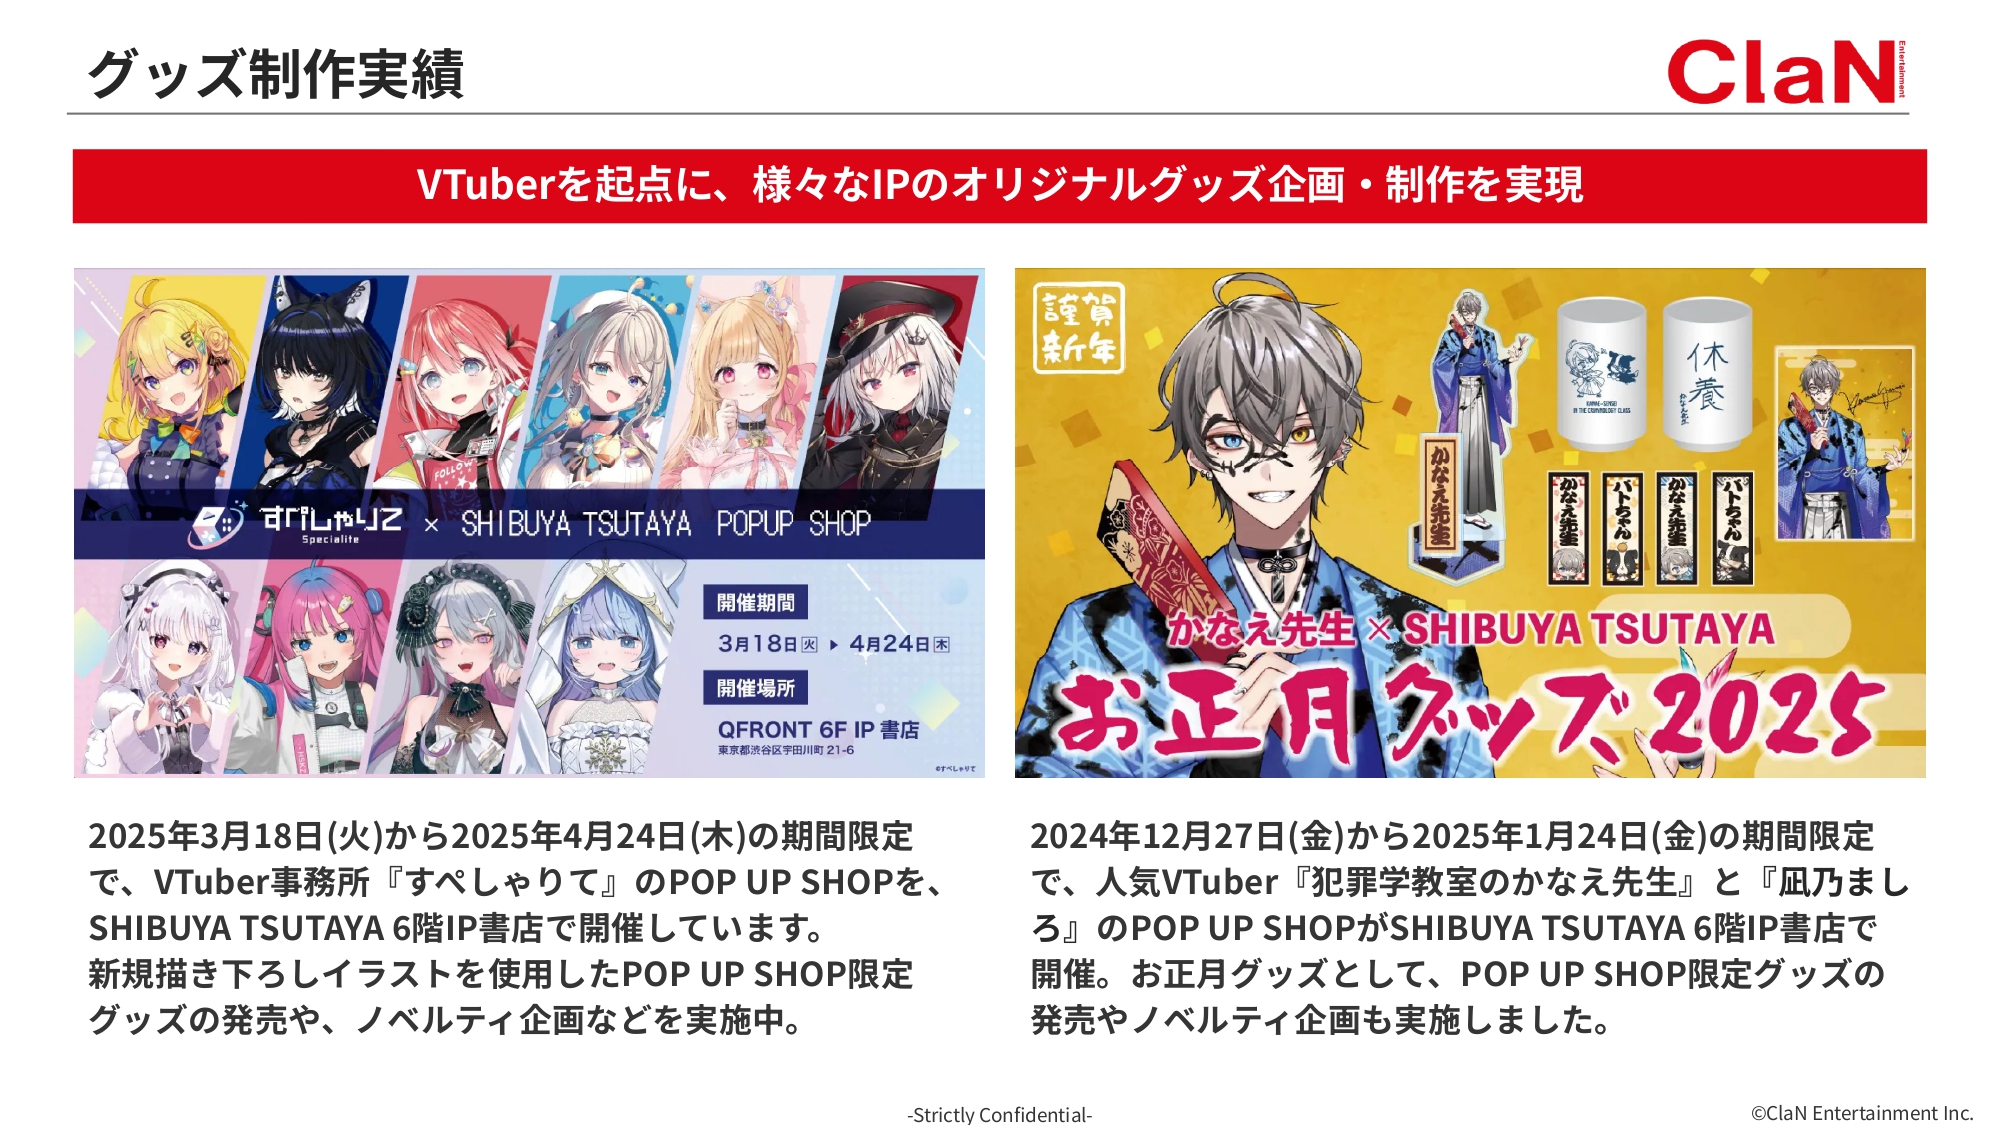 グッズ制作実績
ClaN Entertainment
VTuberを起点に、様々なIPのオリジナルグッズ企画・制作を実現
FOLLOW
すぺしゃりて Specialite × SHIBUYA TSUTAYA POPUP SHOP
開催期間
3月18日火 ▶ 4月24日木
開催場所
QFRONT 6F IP 書店
東京都渋谷区宇田川町 21-6
©すぺしゃりて
謹賀
新年
かなえ先生
KANAE-SENSEI
IN THE CRIMINOLOGY CLASS
休養
かなえ先生
バトちゃん
かなえ先生
バトちゃん
かなえ先生 × SHIBUYA TSUTAYA
お正月グッズ2025
2025年3月18日(火)から2025年4月24日(木)の期間限定
で、VTuber事務所『すぺしゃりて』のPOP UP SHOPを、
SHIBUYA TSUTAYA 6階IP書店で開催しています。
新規描き下ろしイラストを使用したPOP UP SHOP限定
グッズの発売や、ノベルティ企画などを実施中。
2024年12月27日(金)から2025年1月24日(金)の期間限定
で、人気VTuber『犯罪学教室のかなえ先生』と『凪乃まし
ろ』のPOP UP SHOPがSHIBUYA TSUTAYA 6階IP書店で
開催。お正月グッズとして、POP UP SHOP限定グッズの
発売やノベルティ企画も実施しました。
-Strictly Confidential-
©ClaN Entertainment Inc.